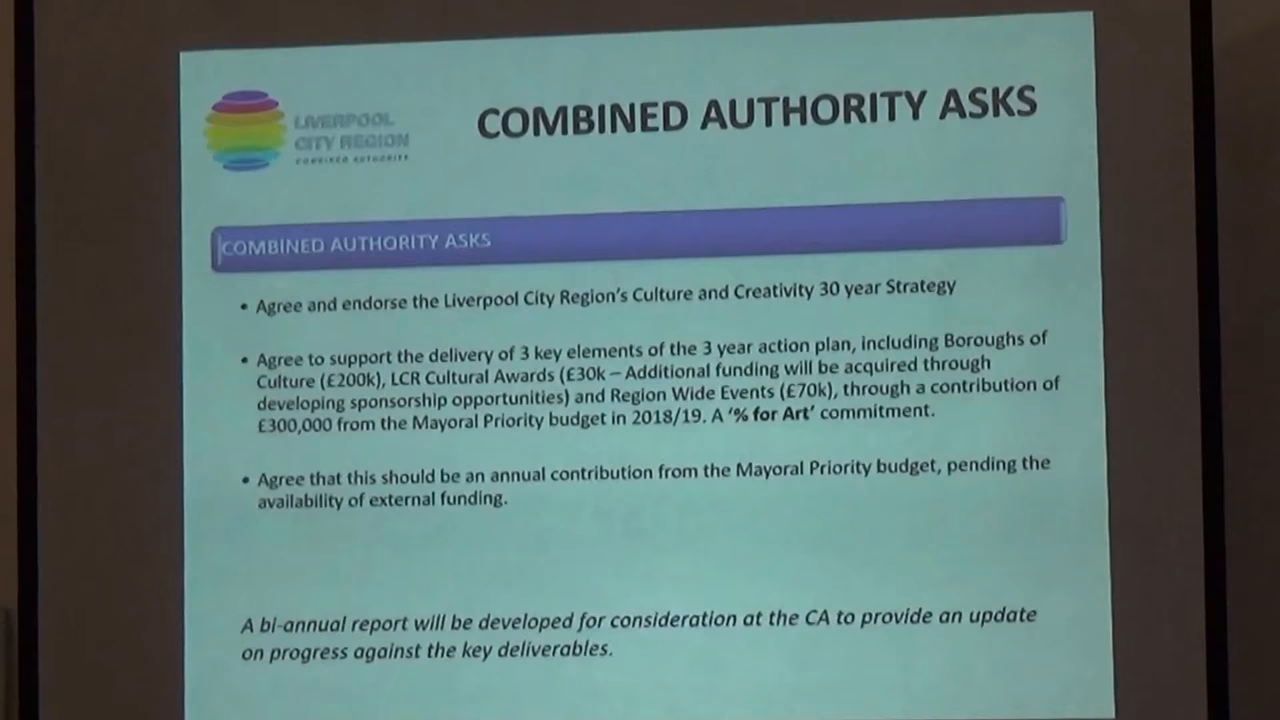 LIVERPOOL
CITY REGION
COMBINED AUTHORITY
COMBINED AUTHORITY ASKS
COMBINED AUTHORITY ASKS
• Agree and endorse the Liverpool City Region's Culture and Creativity 30 year Strategy
• Agree to support the delivery of 3 key elements of the 3 year action plan, including Boroughs of
Culture (£200k), LCR Cultural Awards (£30k – Additional funding will be acquired through
developing sponsorship opportunities) and Region Wide Events (£70k), through a contribution of
£300,000 from the Mayoral Priority budget in 2018/19. A '% for Art' commitment.
• Agree that this should be an annual contribution from the Mayoral Priority budget, pending the
availability of external funding.
A bi-annual report will be developed for consideration at the CA to provide an update
on progress against the key deliverables.